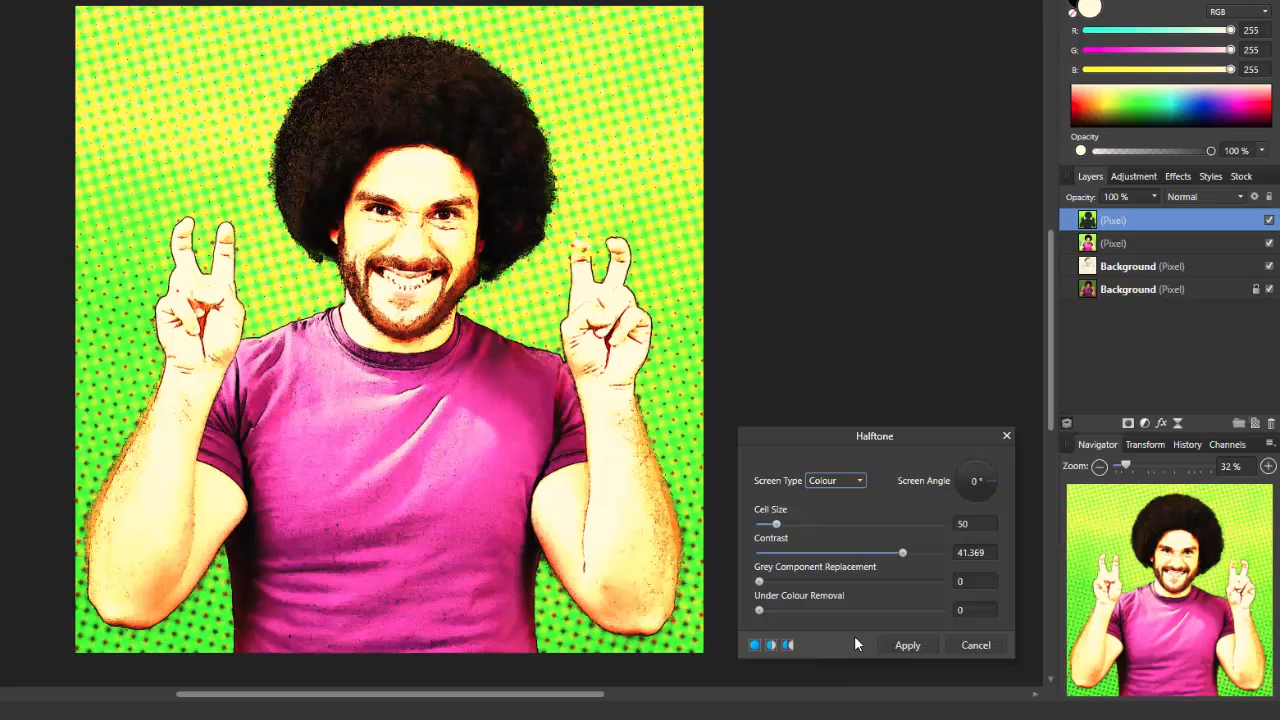 RGB
R: 255
G: 255
B: 255
Opacity
100 %
Layers Adjustment Effects Styles Stock
Opacity: 100 % Normal
(Pixel)
(Pixel)
Background (Pixel)
Background (Pixel)
Navigator Transform History Channels
Zoom: 32 %
Halftone
Screen Type Colour Screen Angle 0 °
Cell Size
50
Contrast
41.369
Grey Component Replacement
0
Under Colour Removal
0
Apply Cancel